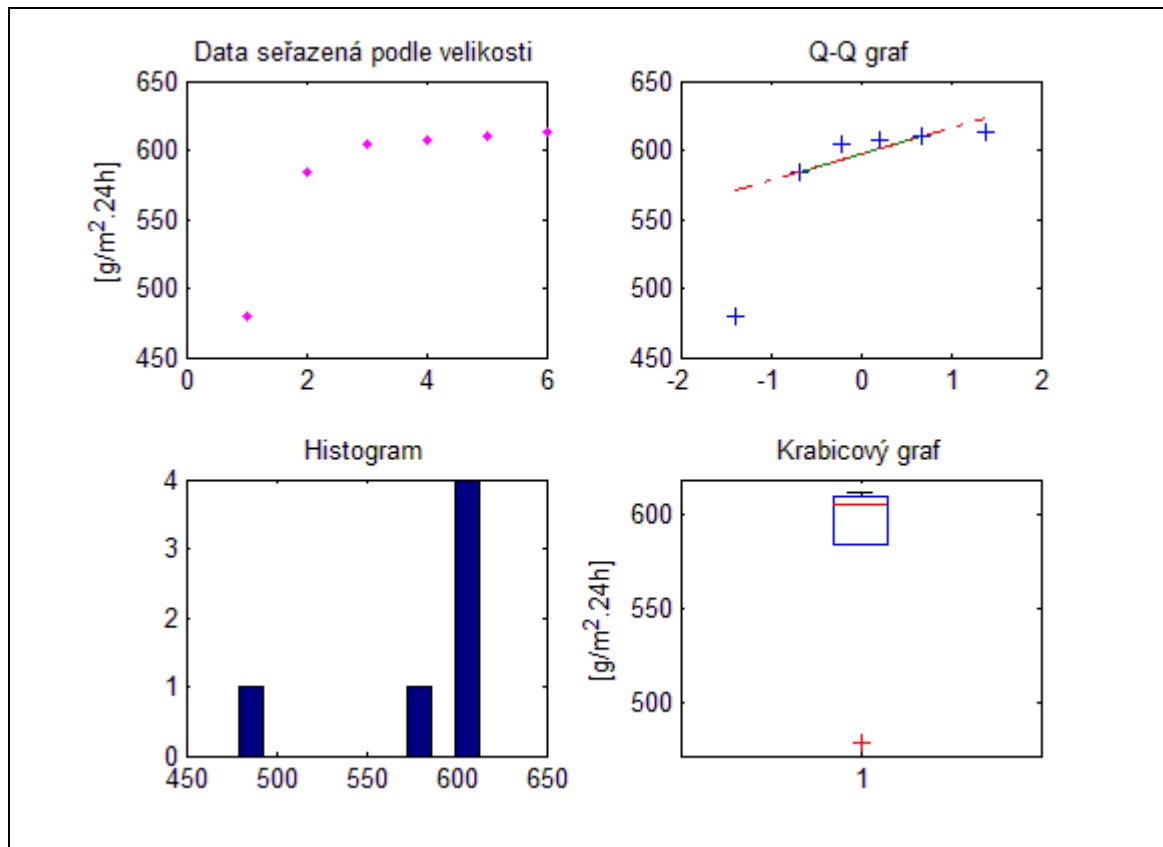 Data seřazená podle velikosti
650
600
550
500
450
[g/m².24h]
0 2 4 6
Q-Q graf
650
600
550
500
450
-2 -1 0 1 2
Histogram
4
3
2
1
0
450 500 550 600 650
Krabicový graf
600
550
500
[g/m².24h]
1